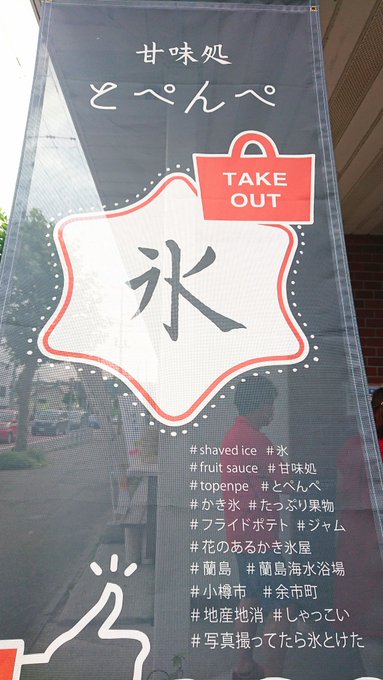 甘味処
とぺんぺ
TAKE
OUT
氷
#shaved ice #氷
#fruit sauce #甘味処
#topenpe #とぺんぺ
#かき氷 #たっぷり果物
#フライドポテト #ジャム
#花のあるかき氷屋
#蘭島 #蘭島海水浴場
#小樽市 #余市町
#地産地消 #しゃっこい
#写真撮ってたら氷とけた